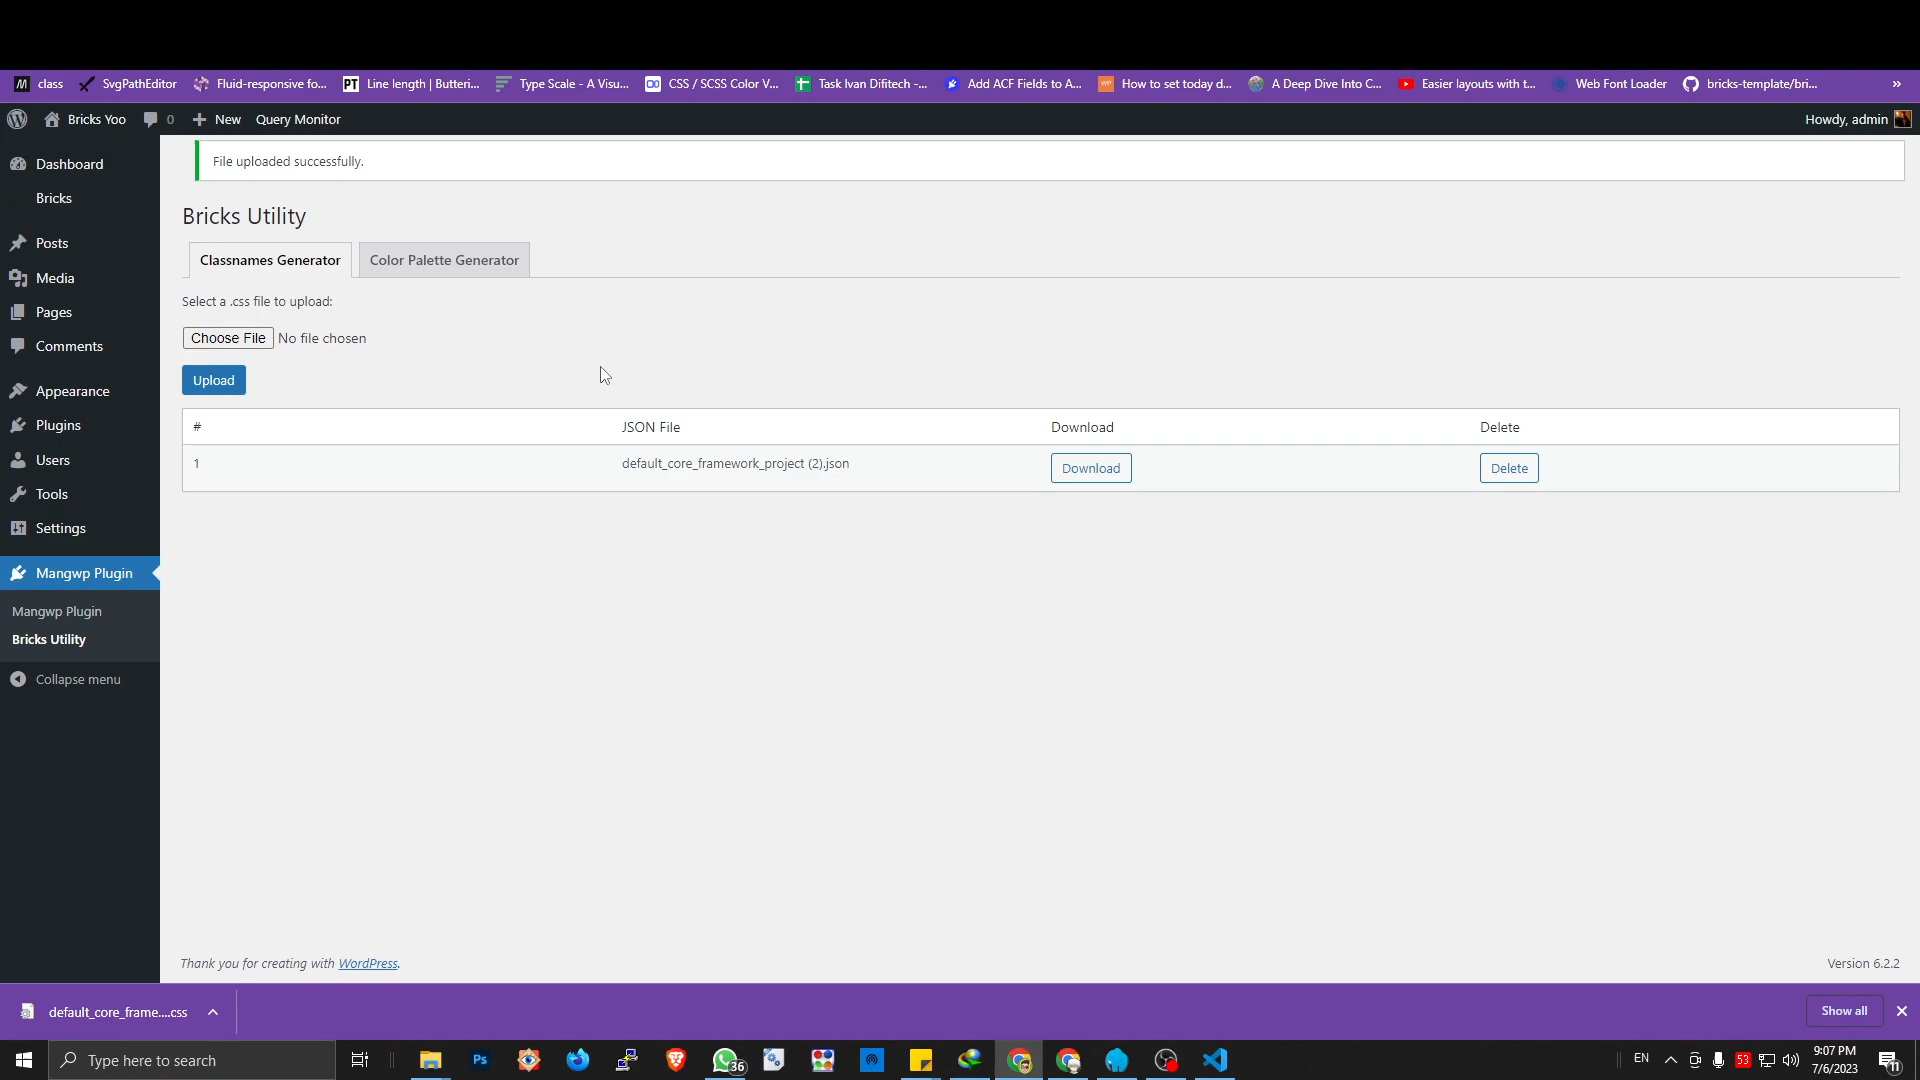 class SvgPathEditor Fluid-responsive fo... PT Line length | Butteri... Type Scale - A Visu... CSS / SCSS Color V... Task Ivan Difitech -... Add ACF Fields to A... WP How to set today d... A Deep Dive Into C... Easier layouts with t... Web Font Loader bricks-template/bri... »
Bricks Yoo 0 New Query Monitor Howdy, admin
Dashboard
Bricks
Posts
Media
Pages
Comments
Appearance
Plugins
Users
Tools
Settings
Mangwp Plugin
Mangwp Plugin
Bricks Utility
Collapse menu
File uploaded successfully.
Bricks Utility
Classnames Generator Color Palette Generator
Select a .css file to upload:
Choose File No file chosen
Upload
# JSON File Download Delete
1 default_core_framework_project (2).json Download Delete
Thank you for creating with WordPress. Version 6.2.2
default_core_frame....css Show all
Type here to search Ps 36 EN 53 9:07 PM
7/6/2023 11